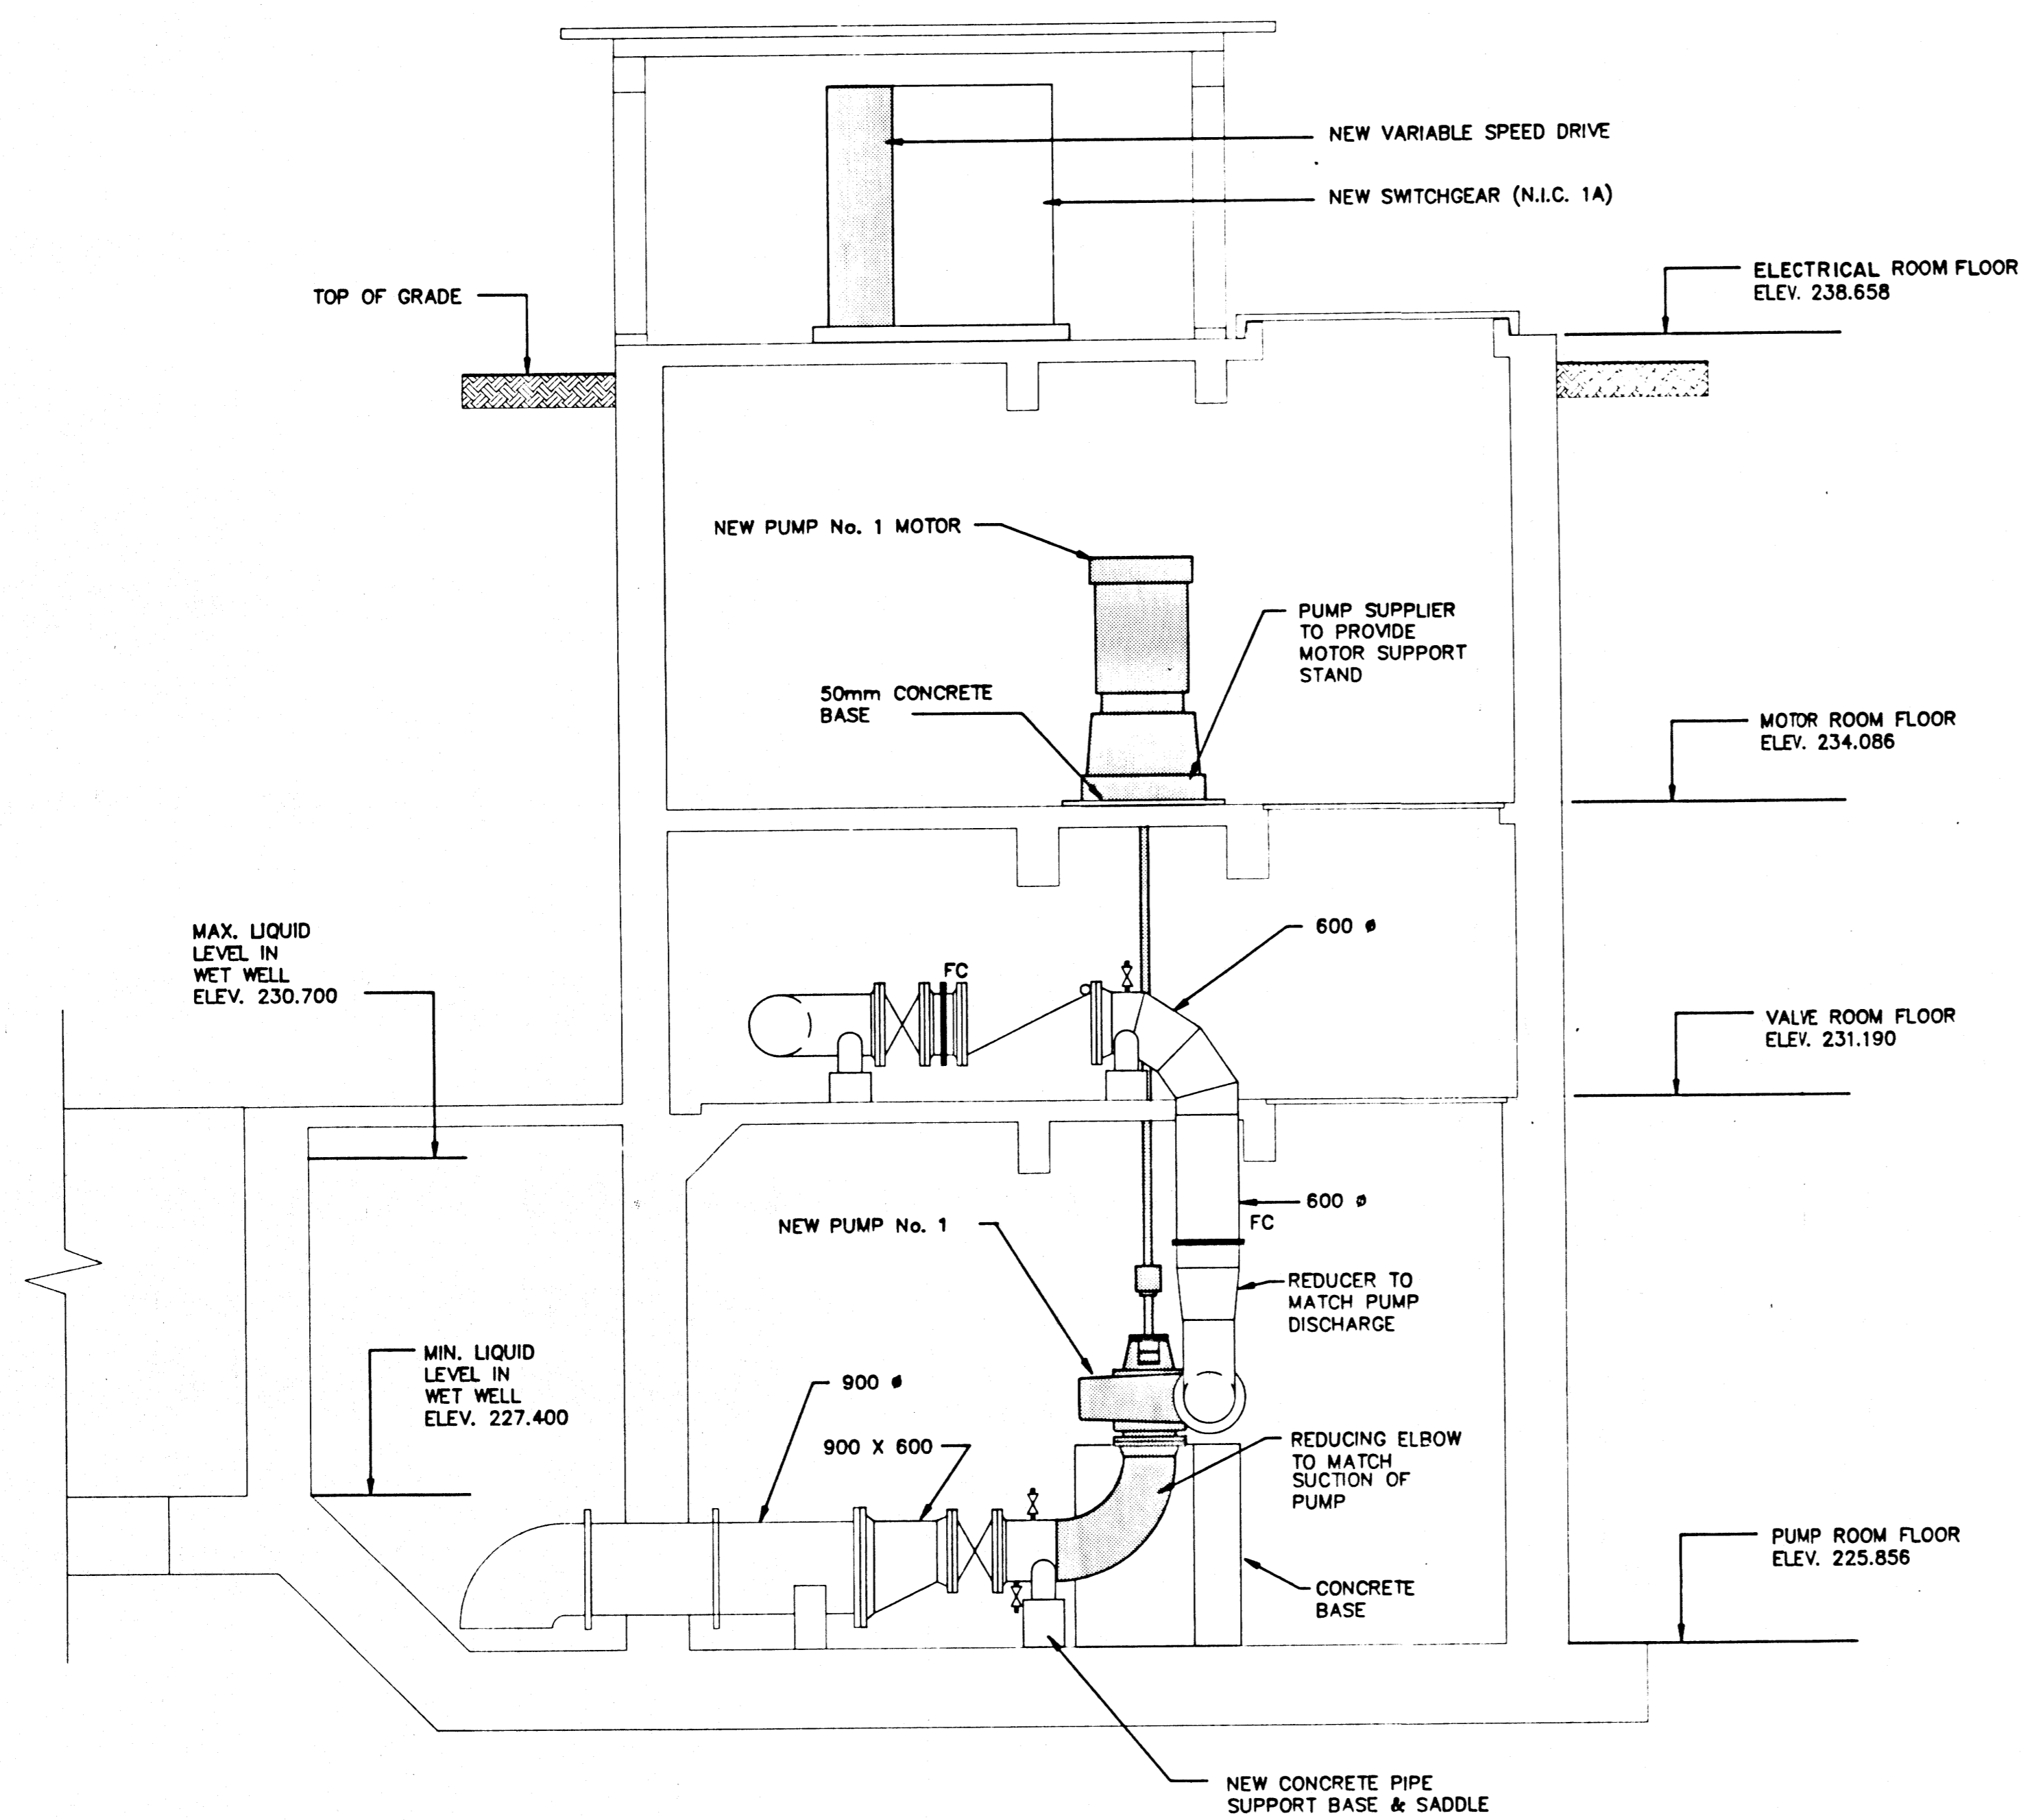 NEW VARIABLE SPEED DRIVE
NEW SWITCHGEAR (N.I.C. 1A)
ELECTRICAL ROOM FLOOR
ELEV. 238.658
TOP OF GRADE
NEW PUMP No. 1 MOTOR
PUMP SUPPLIER
TO PROVIDE
MOTOR SUPPORT
STAND
50mm CONCRETE
BASE
MOTOR ROOM FLOOR
ELEV. 234.086
MAX. LIQUID
LEVEL IN
WET WELL
ELEV. 230.700
600 ø
FC
VALVE ROOM FLOOR
ELEV. 231.190
600 ø
FC
NEW PUMP No. 1
REDUCER TO
MATCH PUMP
DISCHARGE
MIN. LIQUID
LEVEL IN
WET WELL
ELEV. 227.400
900 ø
900 X 600
REDUCING ELBOW
TO MATCH
SUCTION OF
PUMP
PUMP ROOM FLOOR
ELEV. 225.856
CONCRETE
BASE
NEW CONCRETE PIPE
SUPPORT BASE & SADDLE